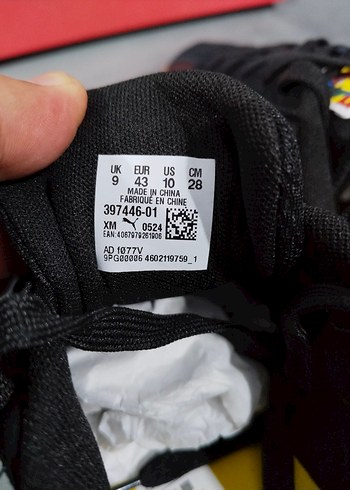 UK EUR US CM
9 43 10 28
MADE IN CHINA
FABRIQUÉ EN CHINE
397446-01
XM 0524
EAN: 4067979261906
AD 1077V
9PG00006 4602119759_1